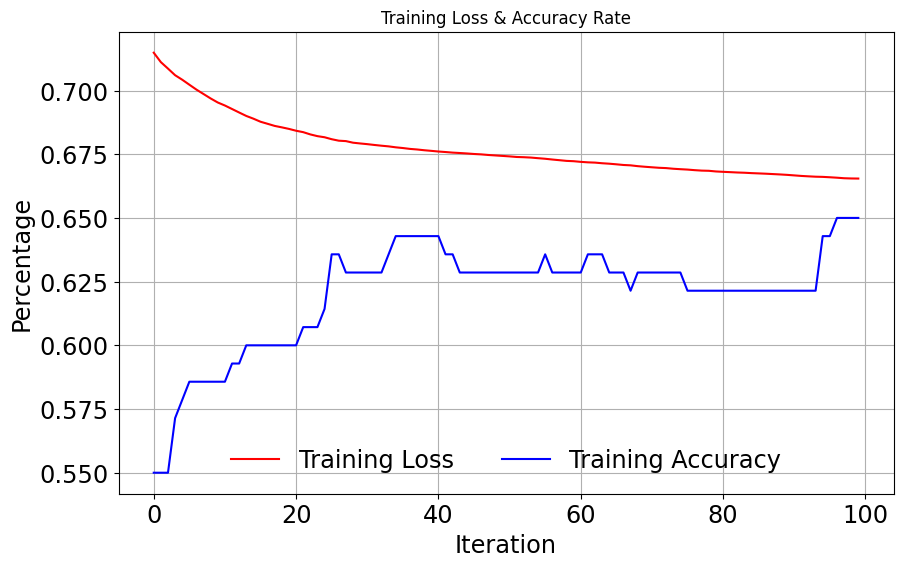 Training Loss & Accuracy Rate
Percentage
0.700
0.675
0.650
0.625
0.600
0.575
0.550
Training Loss
Training Accuracy
0 20 40 60 80 100
Iteration